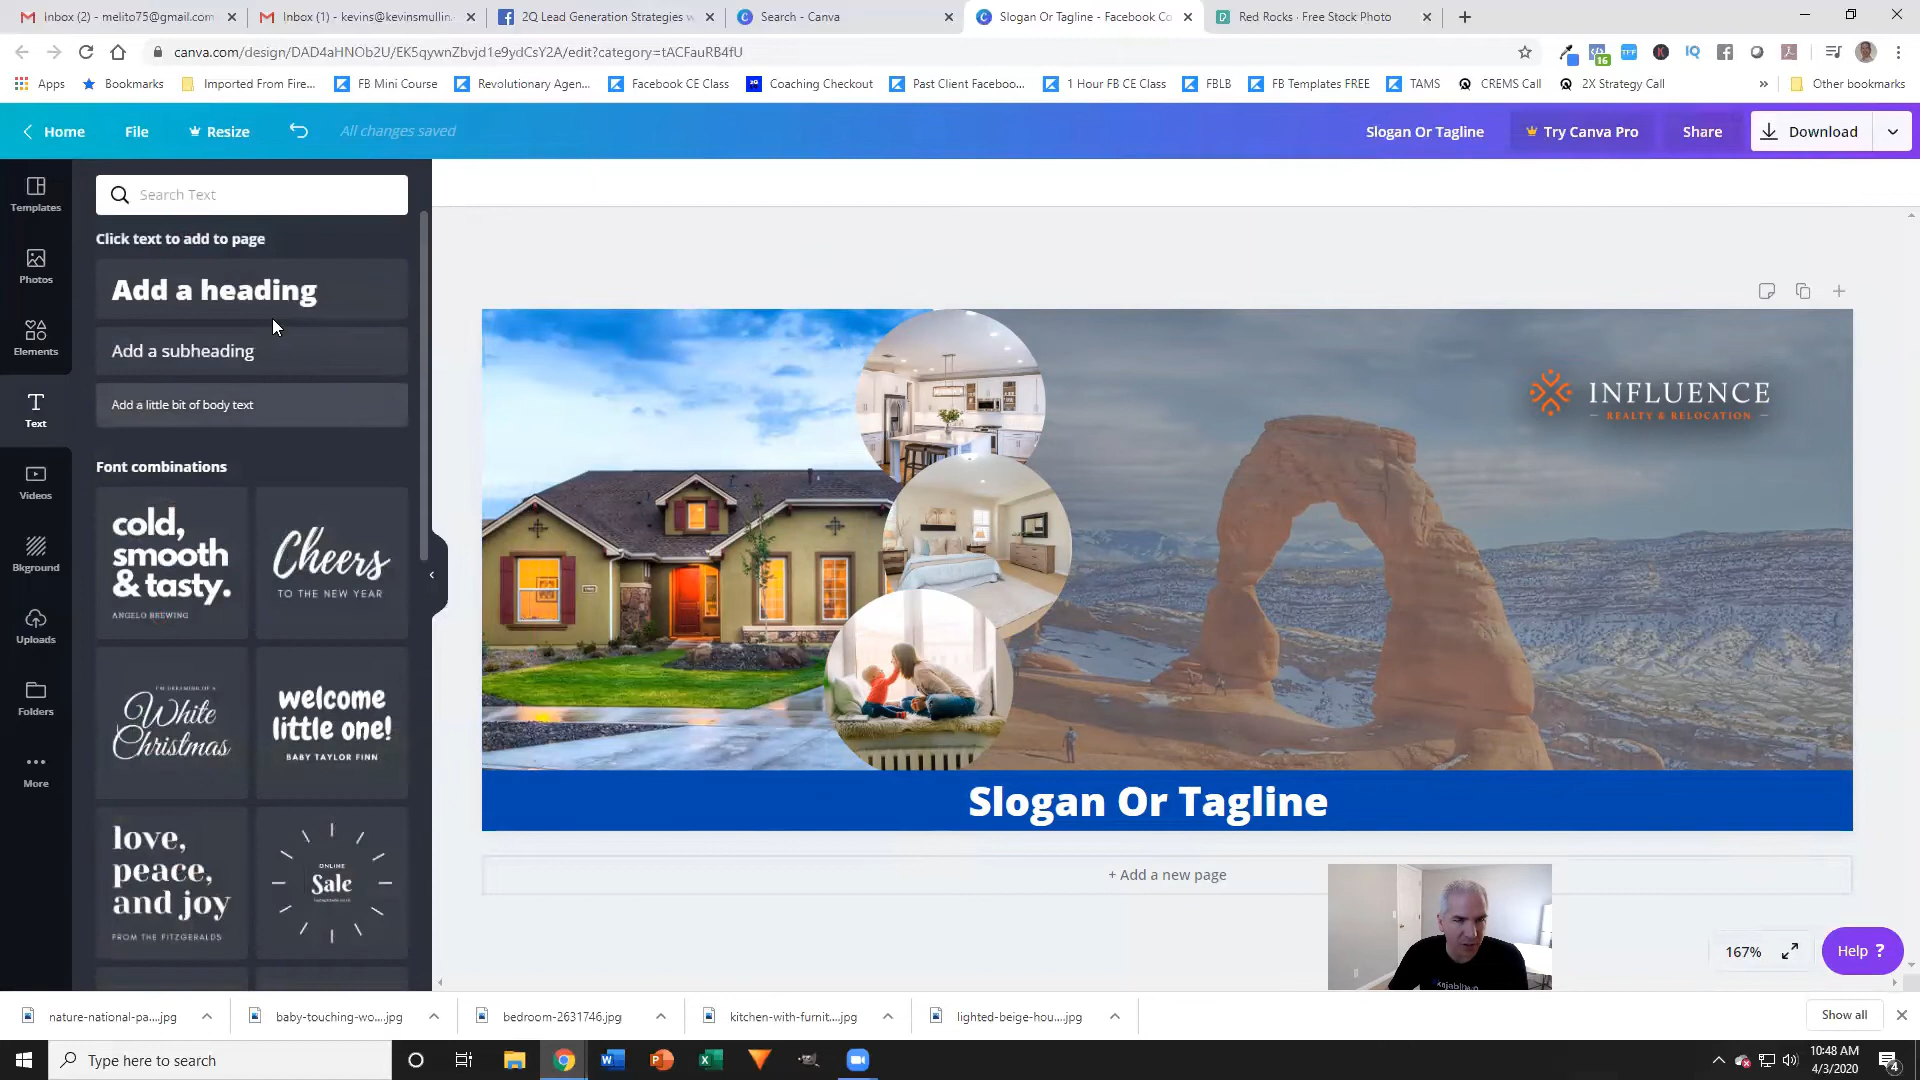 Inbox (2) - melito75@gmail.com
Inbox (1) - kevins@kevinsmullin.
2Q Lead Generation Strategies v
Search - Canva
Slogan Or Tagline - Facebook Co
Red Rocks · Free Stock Photo
canva.com/design/DAD4aHNOb2U/EK5qywnZbvjd1e9ydCsY2A/edit?category=tACFauRB4fU
16
Apps
Bookmarks
Imported From Fire...
FB Mini Course
Revolutionary Agen...
Facebook CE Class
Coaching Checkout
Past Client Faceboo...
1 Hour FB CE Class
FBLB
FB Templates FREE
TAMS
CREMS Call
2X Strategy Call
»
Other bookmarks
Home
File
Resize
All changes saved
Slogan Or Tagline
Try Canva Pro
Share
Download
Templates
Photos
Elements
Text
Videos
Bkground
Uploads
Folders
More
Search Text
Click text to add to page
Add a heading
Add a subheading
Add a little bit of body text
Font combinations
cold,
smooth
& tasty.
ANGELO BREWING
Cheers
TO THE NEW YEAR
I'M DREAMING OF A
White
Christmas
welcome
little one!
BABY TAYLOR FINN
love,
peace,
and joy
FROM THE FITZGERALDS
ONLINE
Sale
INFLUENCE
REALTY & RELOCATION
Slogan Or Tagline
+ Add a new page
167%
Help ?
nature-national-pa....jpg
baby-touching-wo....jpg
bedroom-2631746.jpg
kitchen-with-furnit....jpg
lighted-beige-hou....jpg
Show all
Type here to search
10:48 AM
4/3/2020
4